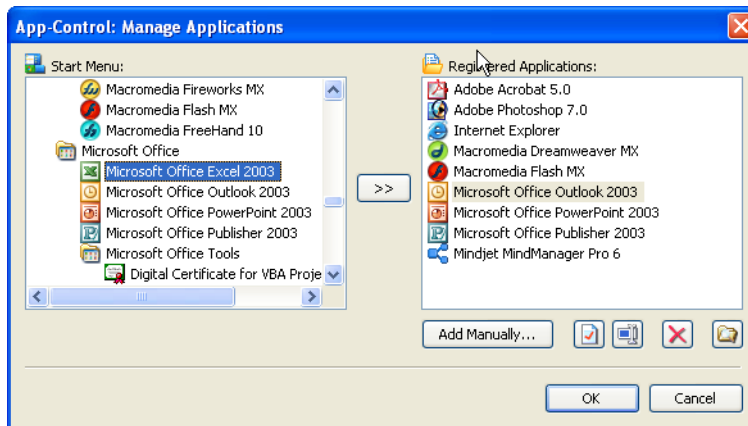 App-Control: Manage Applications
Start Menu:
Macromedia Fireworks MX
Macromedia Flash MX
Macromedia FreeHand 10
Microsoft Office
Microsoft Office Excel 2003
Microsoft Office Outlook 2003
Microsoft Office PowerPoint 2003
Microsoft Office Publisher 2003
Microsoft Office Tools
Digital Certificate for VBA Proje
>>
Registered Applications:
Adobe Acrobat 5.0
Adobe Photoshop 7.0
Internet Explorer
Macromedia Dreamweaver MX
Macromedia Flash MX
Microsoft Office Outlook 2003
Microsoft Office PowerPoint 2003
Microsoft Office Publisher 2003
Mindjet MindManager Pro 6
Add Manually...
OK
Cancel